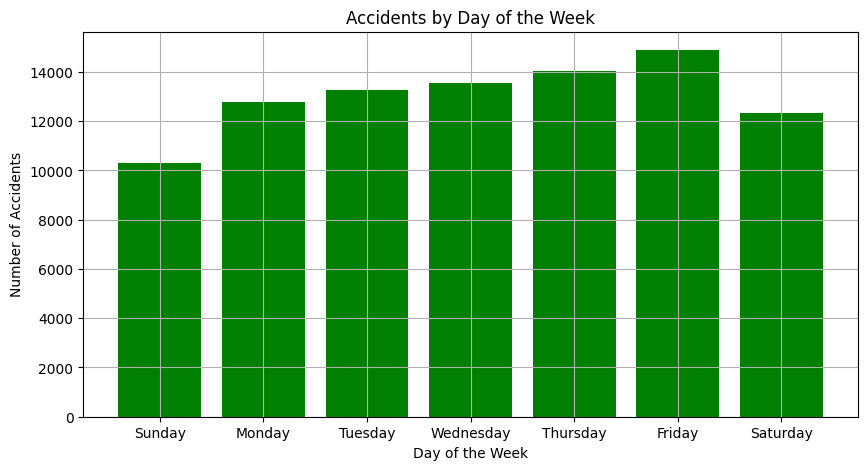 Accidents by Day of the Week
Number of Accidents
14000
12000
10000
8000
6000
4000
2000
0
Sunday Monday Tuesday Wednesday Thursday Friday Saturday
Day of the Week